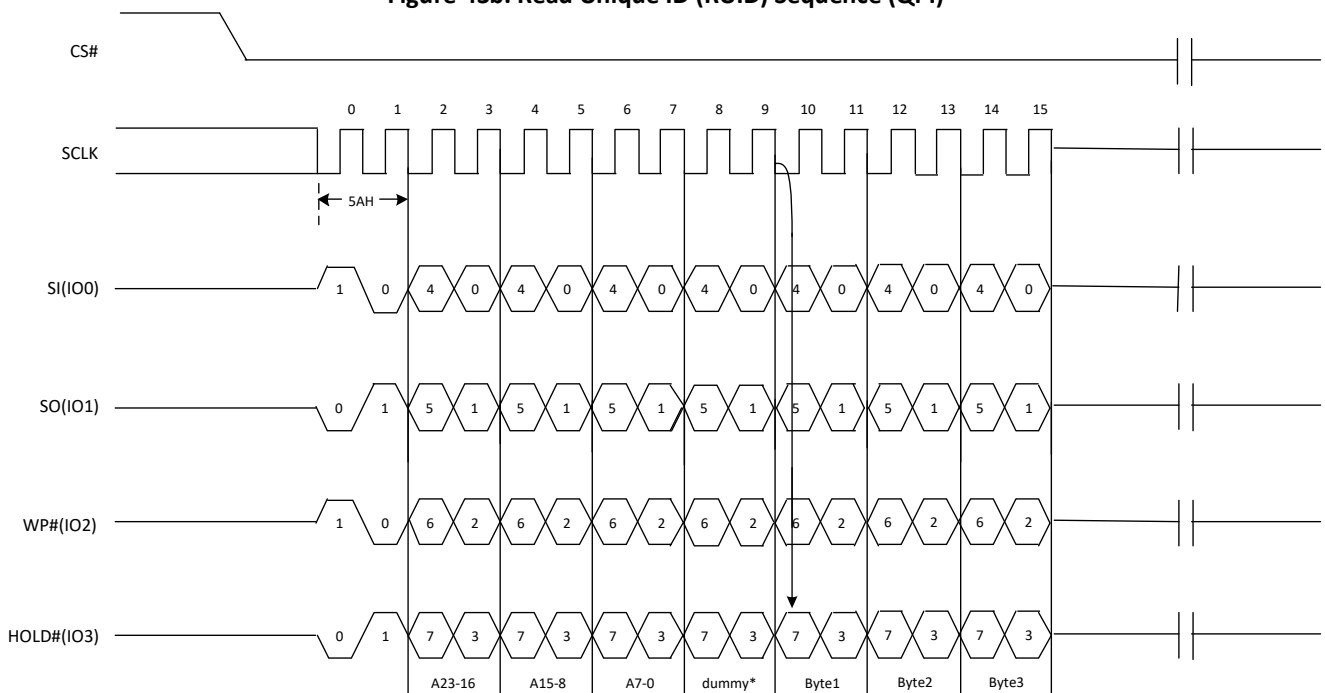 Figure Read Unique ID (RUID) Sequence (QPI)
CS#
0 1 2 3 4 5 6 7 8 9 10 11 12 13 14 15
SCLK
5AH
SI(IO0) 1 0 4 0 4 0 4 0 4 0 4 0 4 0 4 0
SO(IO1) 0 1 5 1 5 1 5 1 5 1 5 1 5 1 5 1
WP#(IO2) 1 0 6 2 6 2 6 2 6 2 6 2 6 2 6 2
HOLD#(IO3) 0 1 7 3 7 3 7 3 7 3 7 3 7 3 7 3
A23-16 A15-8 A7-0 dummy* Byte1 Byte2 Byte3